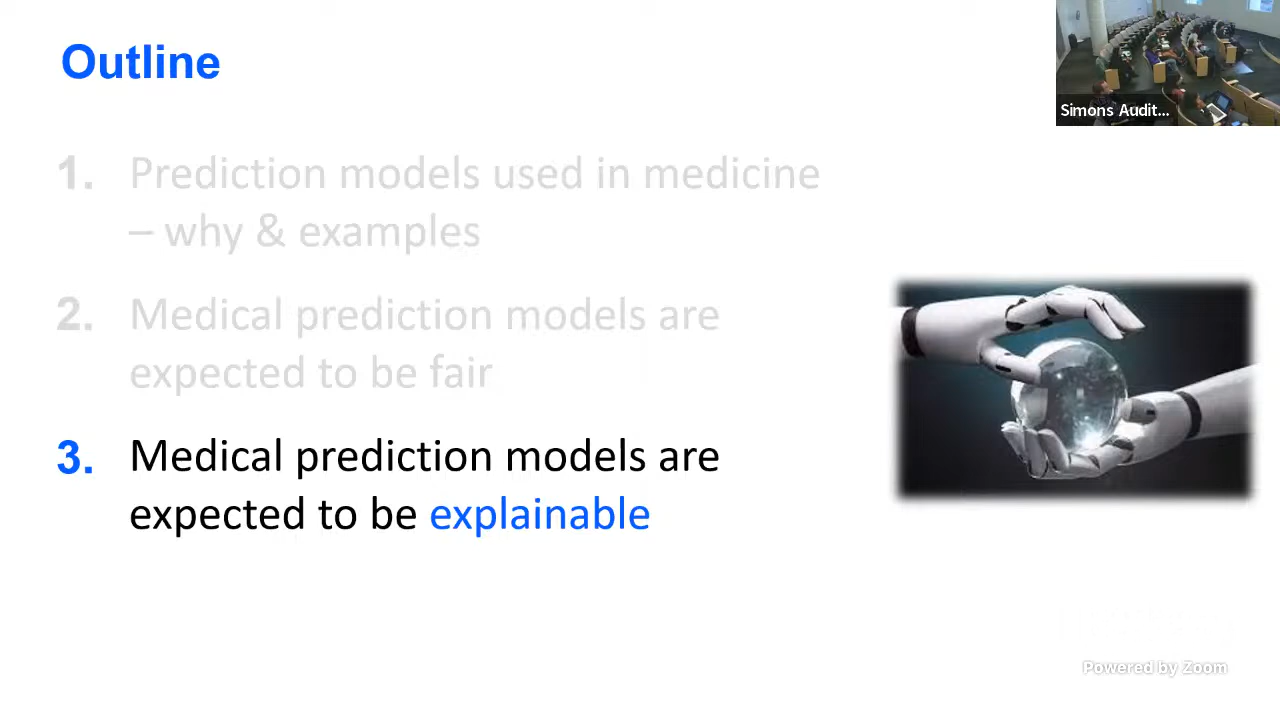 Outline
Simons Audit...
1. Prediction models used in medicine
– why & examples
2. Medical prediction models are
expected to be fair
3. Medical prediction models are
expected to be explainable
Powered by Zoom